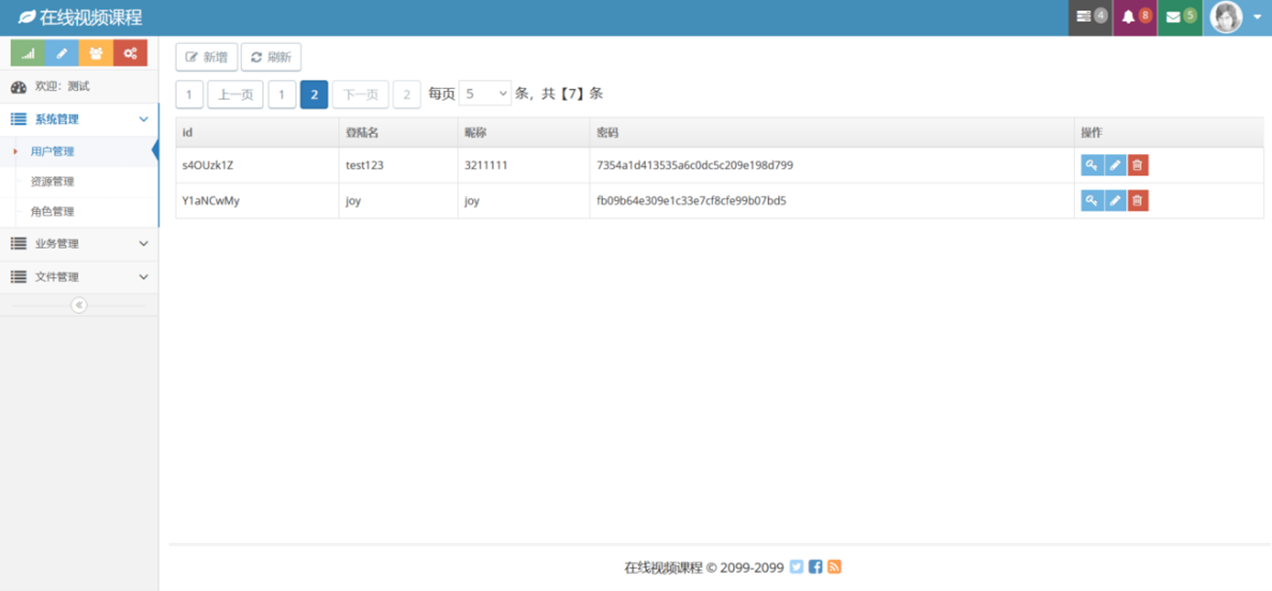 在线视频课程
4
8
5
欢迎：测试
系统管理
用户管理
资源管理
角色管理
业务管理
文件管理
新增 刷新
1 上一页 1 2 下一页 2 每页 5 条，共【7】条
id 登陆名 昵称 密码 操作
s4OUzk1Z test123 3211111 7354a1d413535a6c0dc5c209e198d799
Y1aNCwMy joy joy fb09b64e309e1c33e7cf8cfe99b07bd5
在线视频课程 © 2099-2099